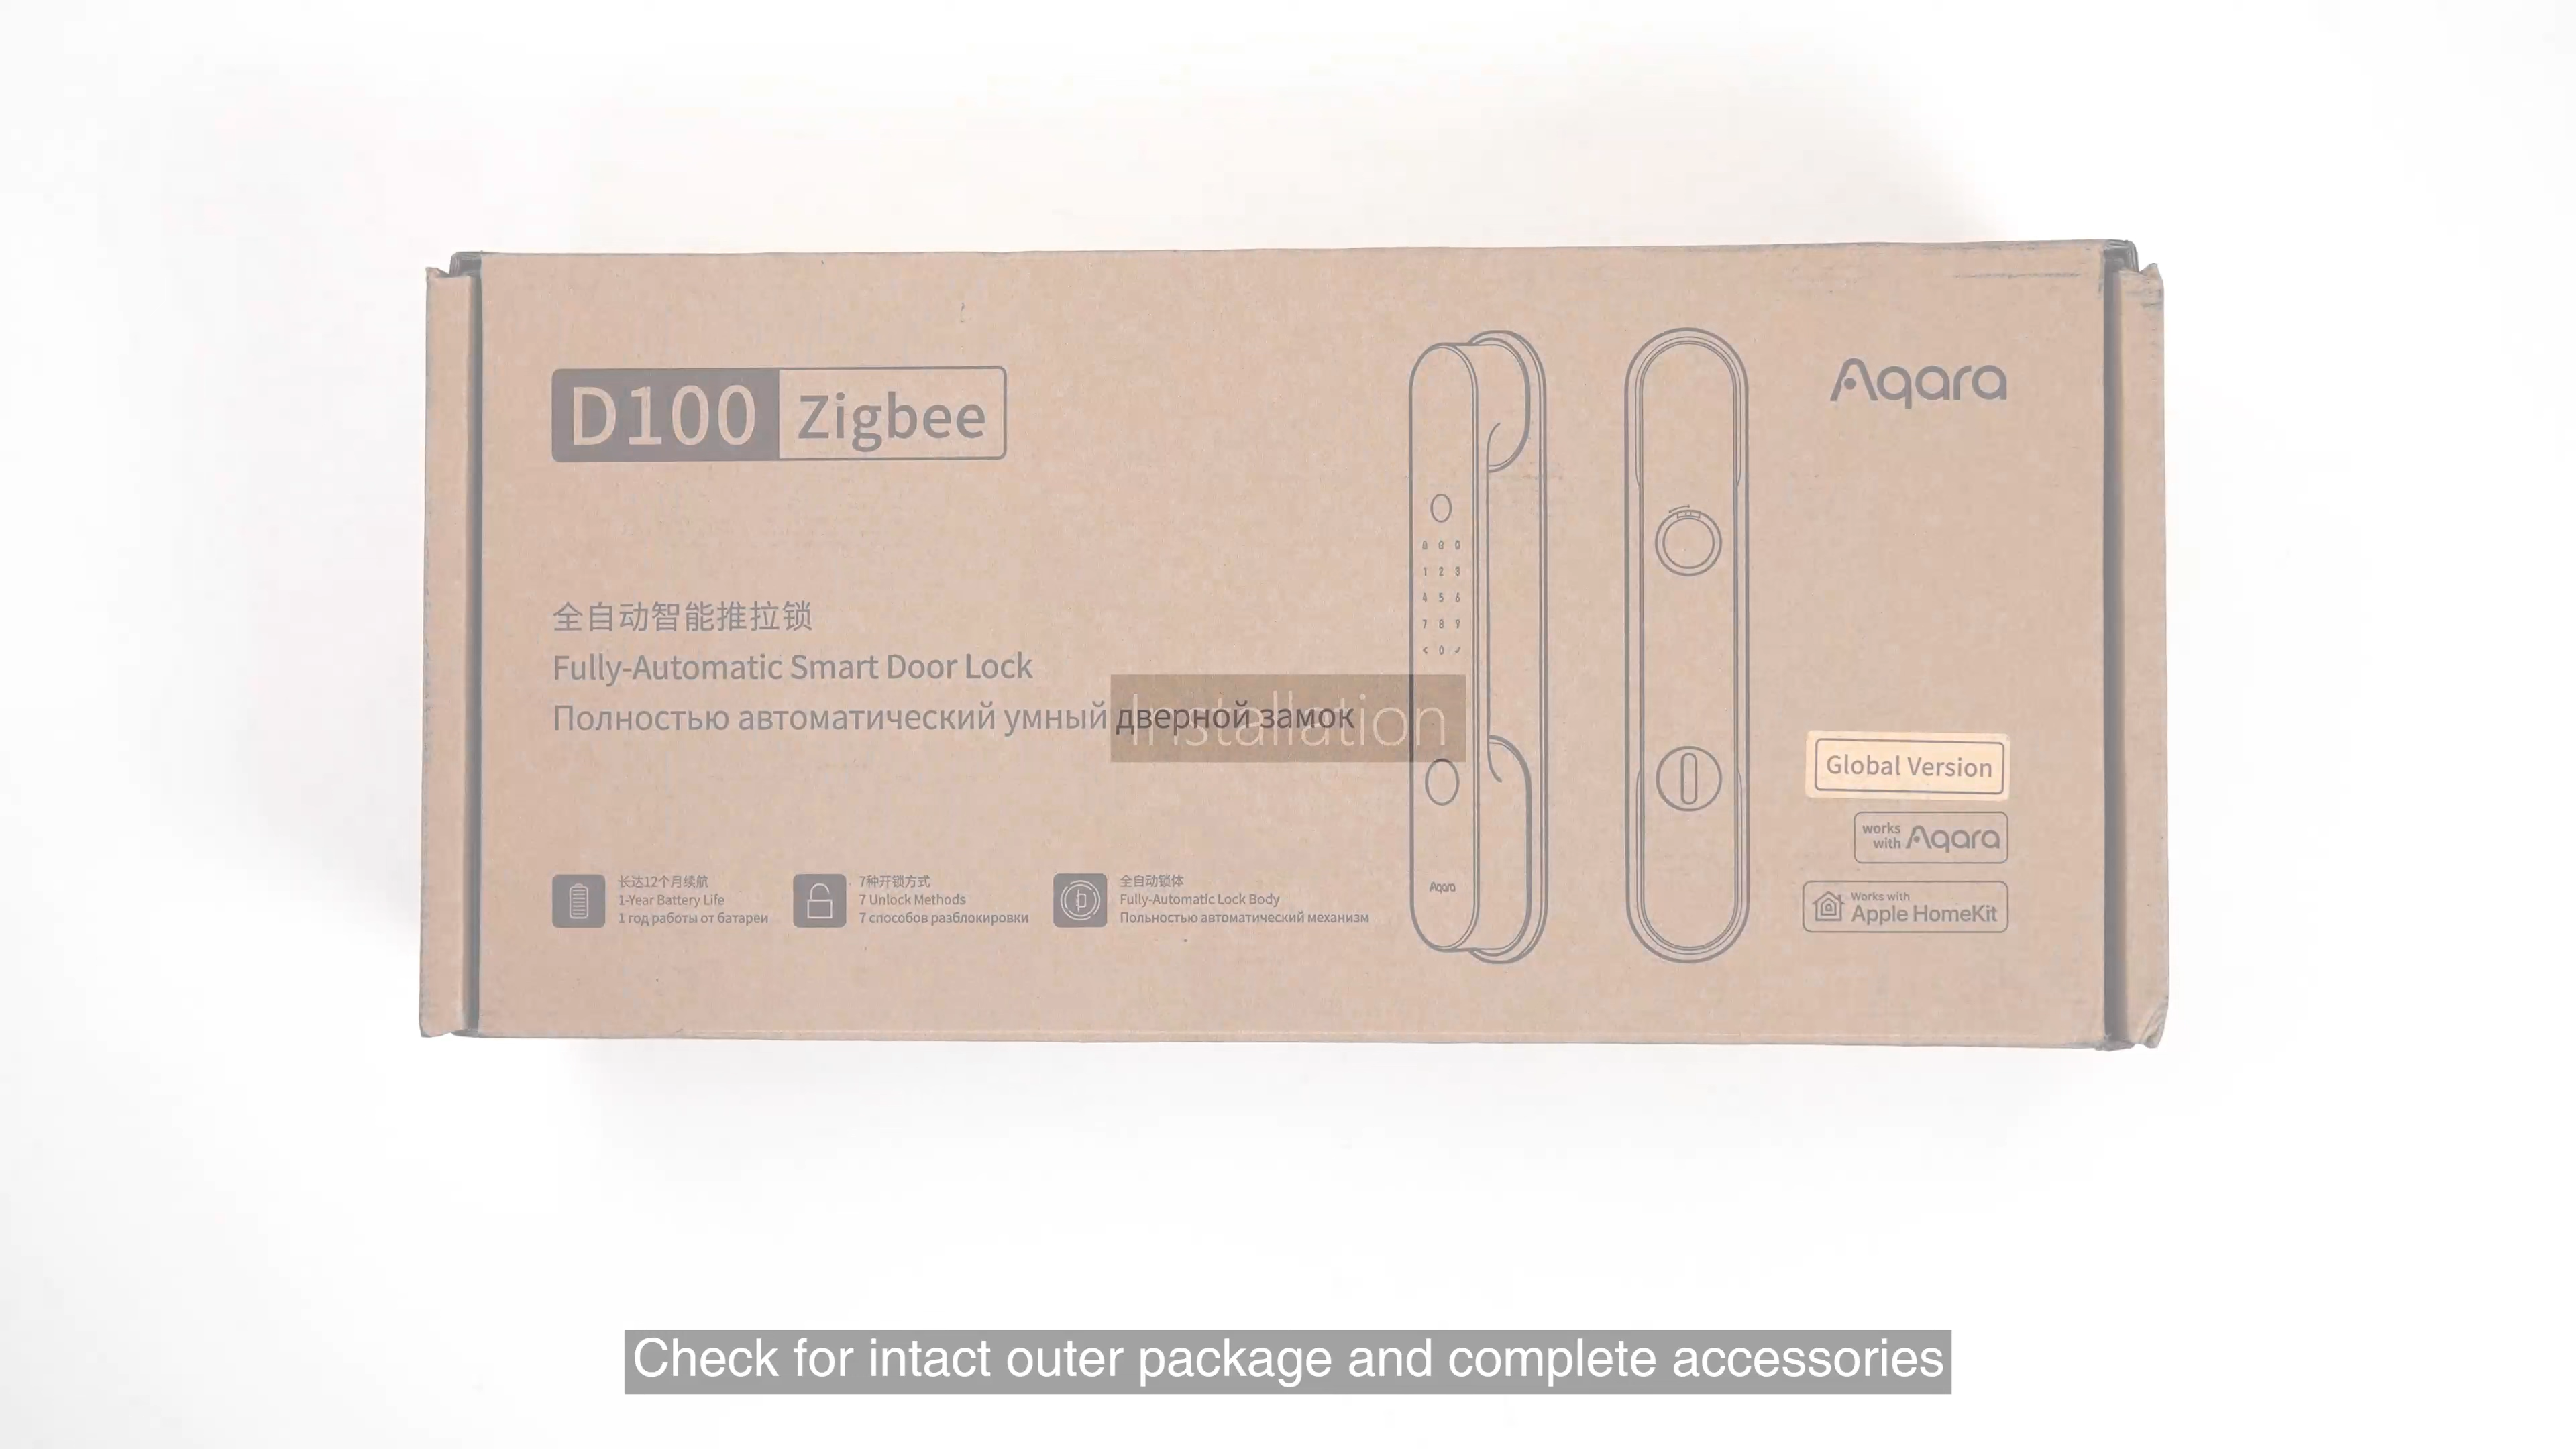 D100 Zigbee
Aqara
全自动智能推拉锁
Fully-Automatic Smart Door Lock
Полностью автоматический умный дверной замок
Installation
1 2 3
4 5 6
7 8 9
< 0 ✓
Global Version
works with Aqara
Works with
Apple HomeKit
长达12个月续航
1-Year Battery Life
1 год работы от батареи
7种开锁方式
7 Unlock Methods
7 способов разблокировки
全自动锁体
Fully-Automatic Lock Body
Польностью автоматический механизм
Aqara
Check for intact outer package and complete accessories